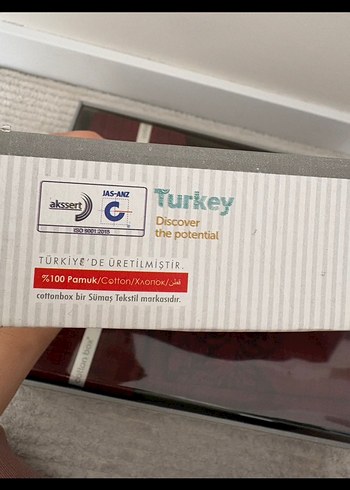 akssert
JAS-ANZ
ISO 9001:2015
Turkey
Discover
the potential
TÜRKİYE'DE ÜRETİLMİŞTİR.
%100 Pamuk/Cotton/Хлопок/قطن
cottonbox bir Sümaş Tekstil markasıdır.